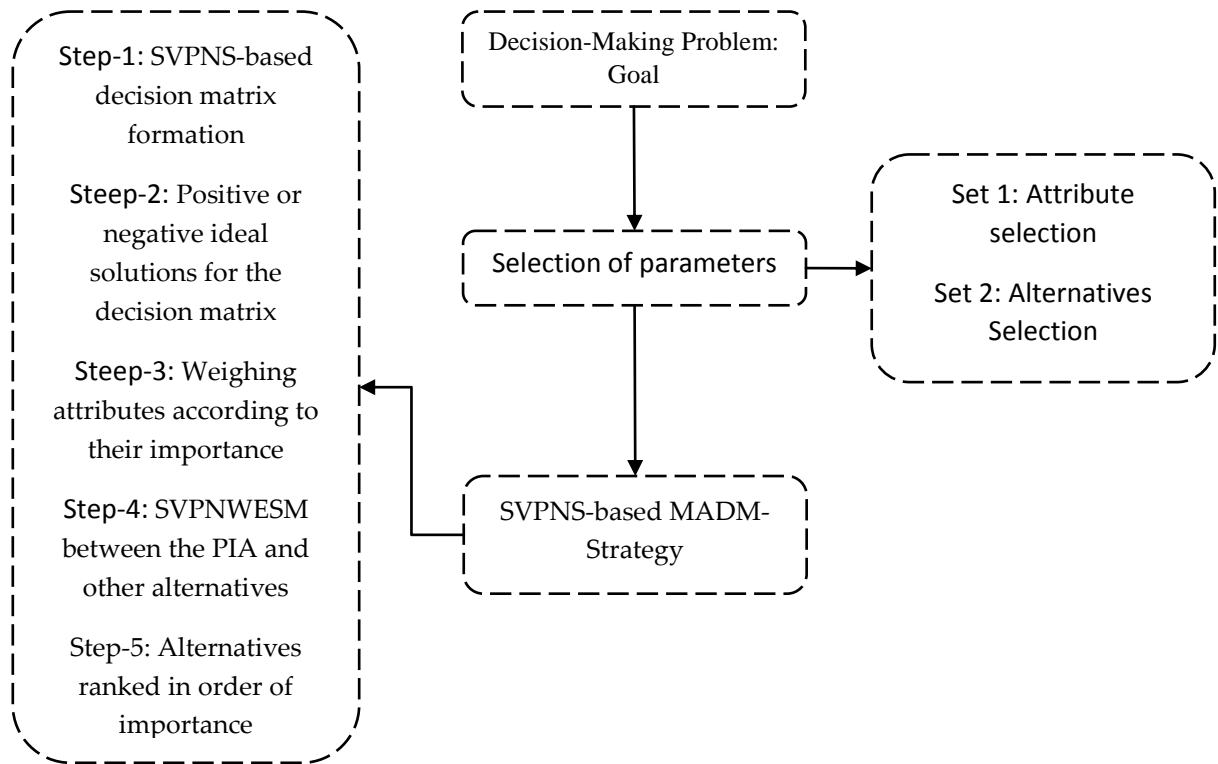 Decision-Making Problem:
Goal
Selection of parameters
Set 1: Attribute
selection
Set 2: Alternatives
Selection
SVPNS-based MADM-
Strategy
Step-1: SVPNS-based
decision matrix
formation
Steep-2: Positive or
negative ideal
solutions for the
decision matrix
Steep-3: Weighing
attributes according to
their importance
Step-4: SVPNWESM
between the PIA and
other alternatives
Step-5: Alternatives
ranked in order of
importance